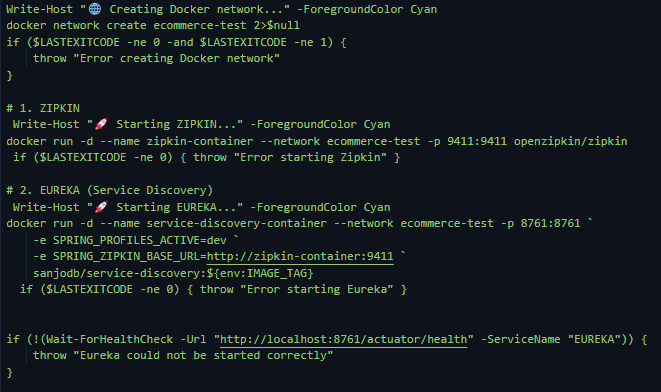 Write-Host "🌐 Creating Docker network..." -ForegroundColor Cyan
docker network create ecommerce-test 2>$null
if ($LASTEXITCODE -ne 0 -and $LASTEXITCODE -ne 1) {
    throw "Error creating Docker network"
}

# 1. ZIPKIN
 Write-Host "🚀 Starting ZIPKIN..." -ForegroundColor Cyan
docker run -d --name zipkin-container --network ecommerce-test -p 9411:9411 openzipkin/zipkin
 if ($LASTEXITCODE -ne 0) { throw "Error starting Zipkin" }

# 2. EUREKA (Service Discovery)
 Write-Host "🚀 Starting EUREKA..." -ForegroundColor Cyan
docker run -d --name service-discovery-container --network ecommerce-test -p 8761:8761 `
    -e SPRING_PROFILES_ACTIVE=dev `
    -e SPRING_ZIPKIN_BASE_URL=http://zipkin-container:9411 `
    sanjodb/service-discovery:${env:IMAGE_TAG}
  if ($LASTEXITCODE -ne 0) { throw "Error starting Eureka" }


if (!(Wait-ForHealthCheck -Url "http://localhost:8761/actuator/health" -ServiceName "EUREKA")) {
    throw "Eureka could not be started correctly"
}